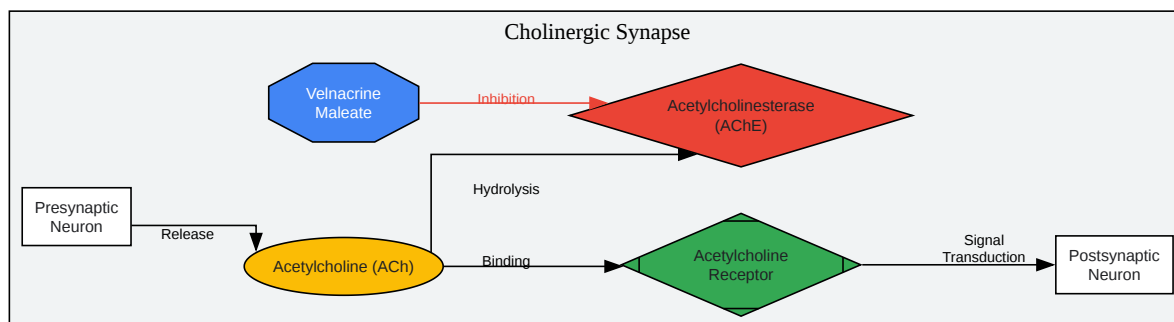 Cholinergic Synapse
Velnacrine
Maleate
Inhibition
Acetylcholinesterase
(AChE)
Hydrolysis
Presynaptic
Neuron
Release
Acetylcholine (ACh)
Binding
Acetylcholine
Receptor
Signal
Transduction
Postsynaptic
Neuron